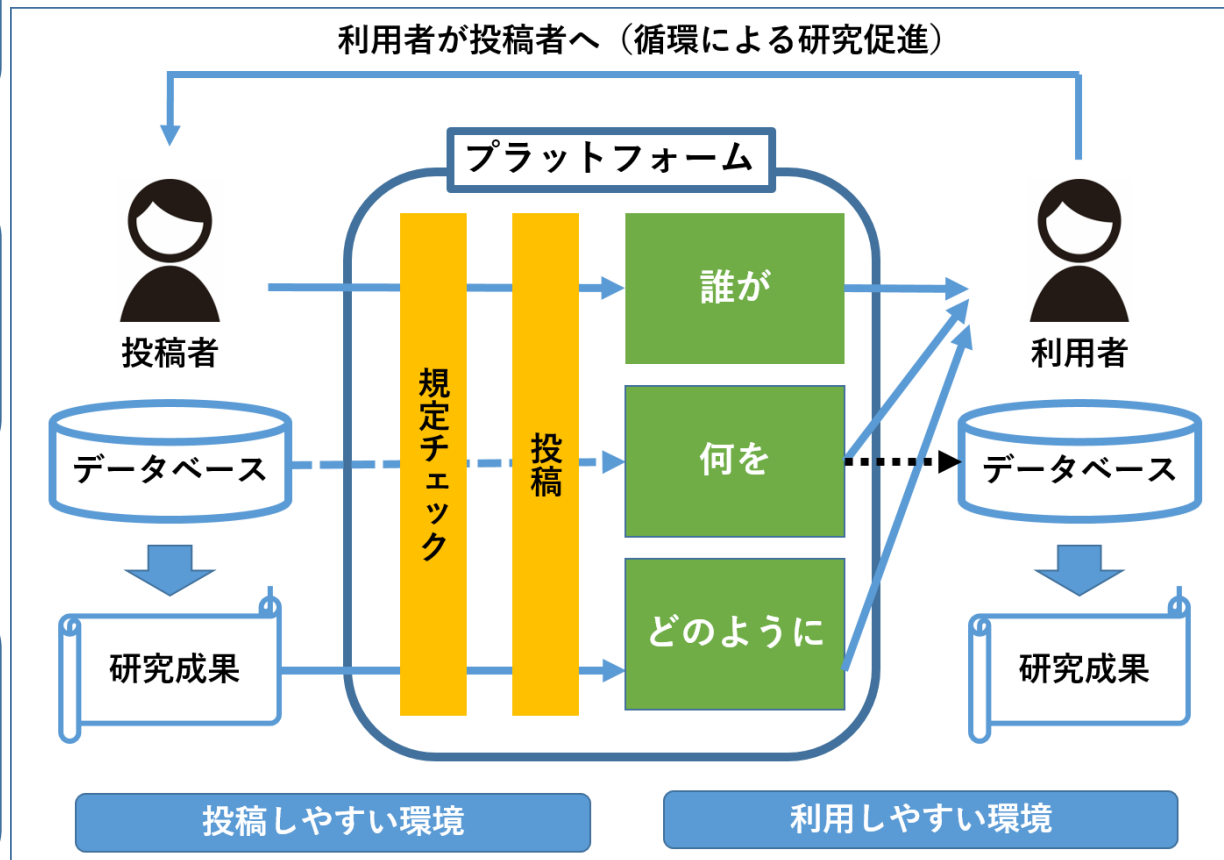 利用者が投稿者へ（循環による研究促進）
プラットフォーム
投稿者
データベース
研究成果
規定チェック
投稿
誰が
何を
どのように
利用者
データベース
研究成果
投稿しやすい環境
利用しやすい環境